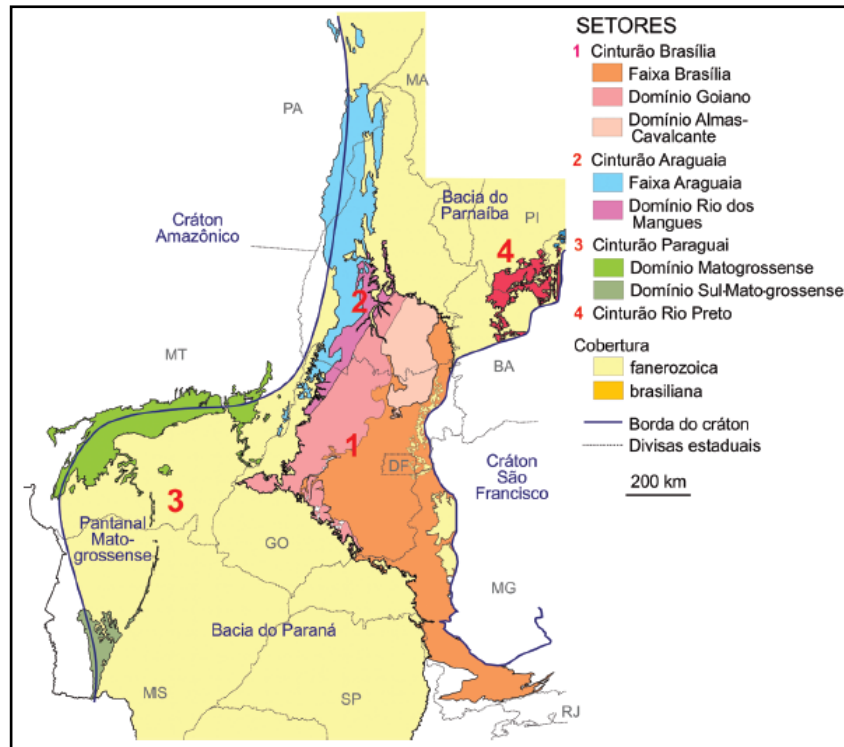 SETORES
1 Cinturão Brasília
Faixa Brasília
Domínio Goiano
Domínio Almas-
Cavalcante
2 Cinturão Araguaia
Faixa Araguaia
Domínio Rio dos
Mangues
3 Cinturão Paraguai
Domínio Matogrossense
Domínio Sul-Mato-grossense
4 Cinturão Rio Preto
Cobertura
fanerozoica
brasiliana
Borda do cráton
Divisas estaduais
200 km
MA
PA
Bacia do
Parnaíba
PI
Cráton
Amazônico
4
2
MT
BA
1
DF
Cráton
São
Francisco
3
Pantanal
Mato-
grossense
GO
MG
Bacia do Paraná
MS
SP
RJ